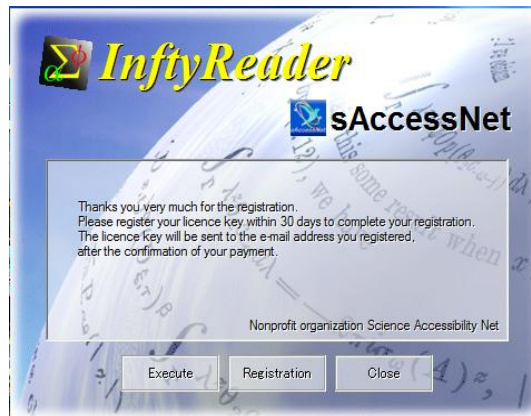 InftyReader
sAccessNet
Thanks you very much for the registration.
Please register your licence key within 30 days to complete your registration.
The licence key will be sent to the e-mail address you registered,
after the confirmation of your payment.
Nonprofit organization Science Accessibility Net
Execute
Registration
Close